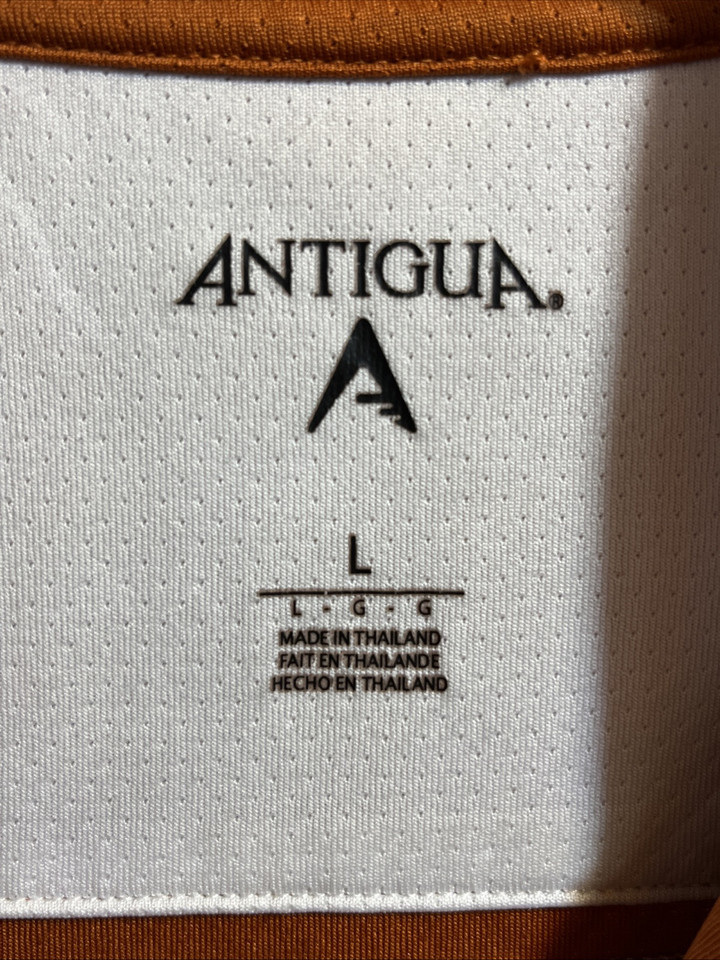 ANTIGUA®
L
L - G - G
MADE IN THAILAND
FAIT EN THAILANDE
HECHO EN THAILAND